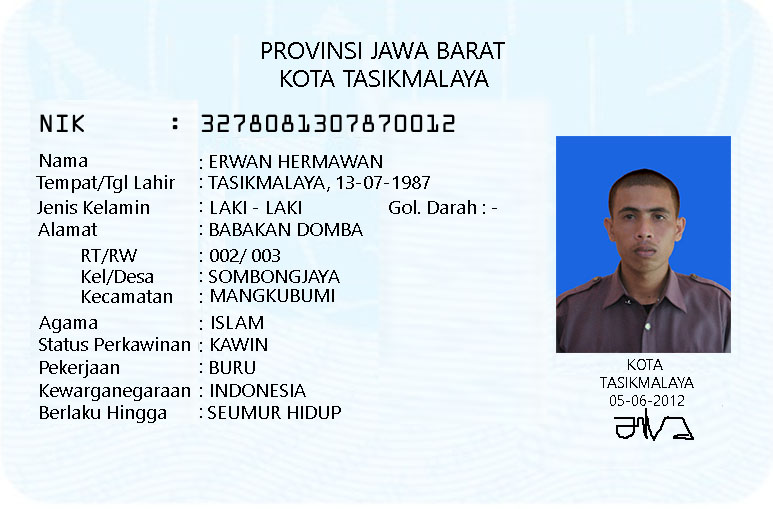 PROVINSI JAWA BARAT
KOTA TASIKMALAYA
NIK : 3278081307870012
Nama : ERWAN HERMAWAN
Tempat/Tgl Lahir : TASIKMALAYA, 13-07-1987
Jenis Kelamin : LAKI - LAKI Gol. Darah : -
Alamat : BABAKAN DOMBA
RT/RW : 002/ 003
Kel/Desa : SOMBONGJAYA
Kecamatan : MANGKUBUMI
Agama : ISLAM
Status Perkawinan : KAWIN
Pekerjaan : BURU
Kewarganegaraan : INDONESIA
Berlaku Hingga : SEUMUR HIDUP
KOTA
TASIKMALAYA
05-06-2012